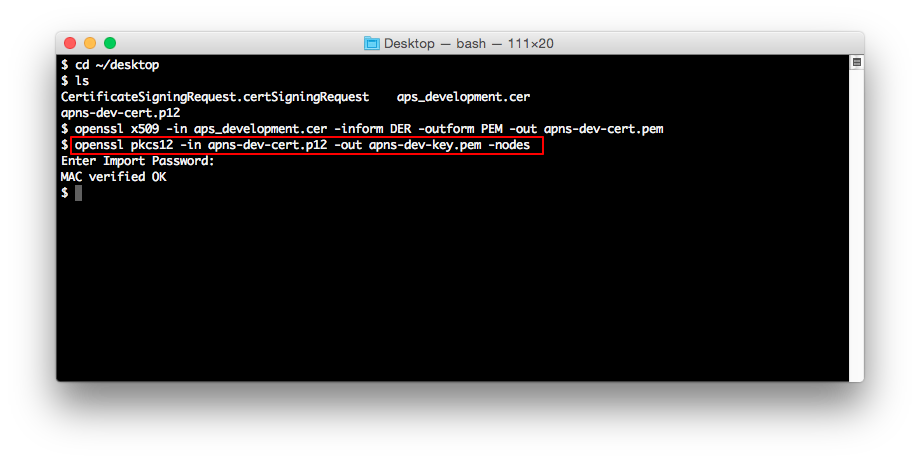 Desktop — bash — 111×20
$ cd ~/desktop
$ ls
CertificateSigningRequest.certSigningRequest    aps_development.cer
apns-dev-cert.p12
$ openssl x509 -in aps_development.cer -inform DER -outform PEM -out apns-dev-cert.pem
$ openssl pkcs12 -in apns-dev-cert.p12 -out apns-dev-key.pem -nodes
Enter Import Password:
MAC verified OK
$